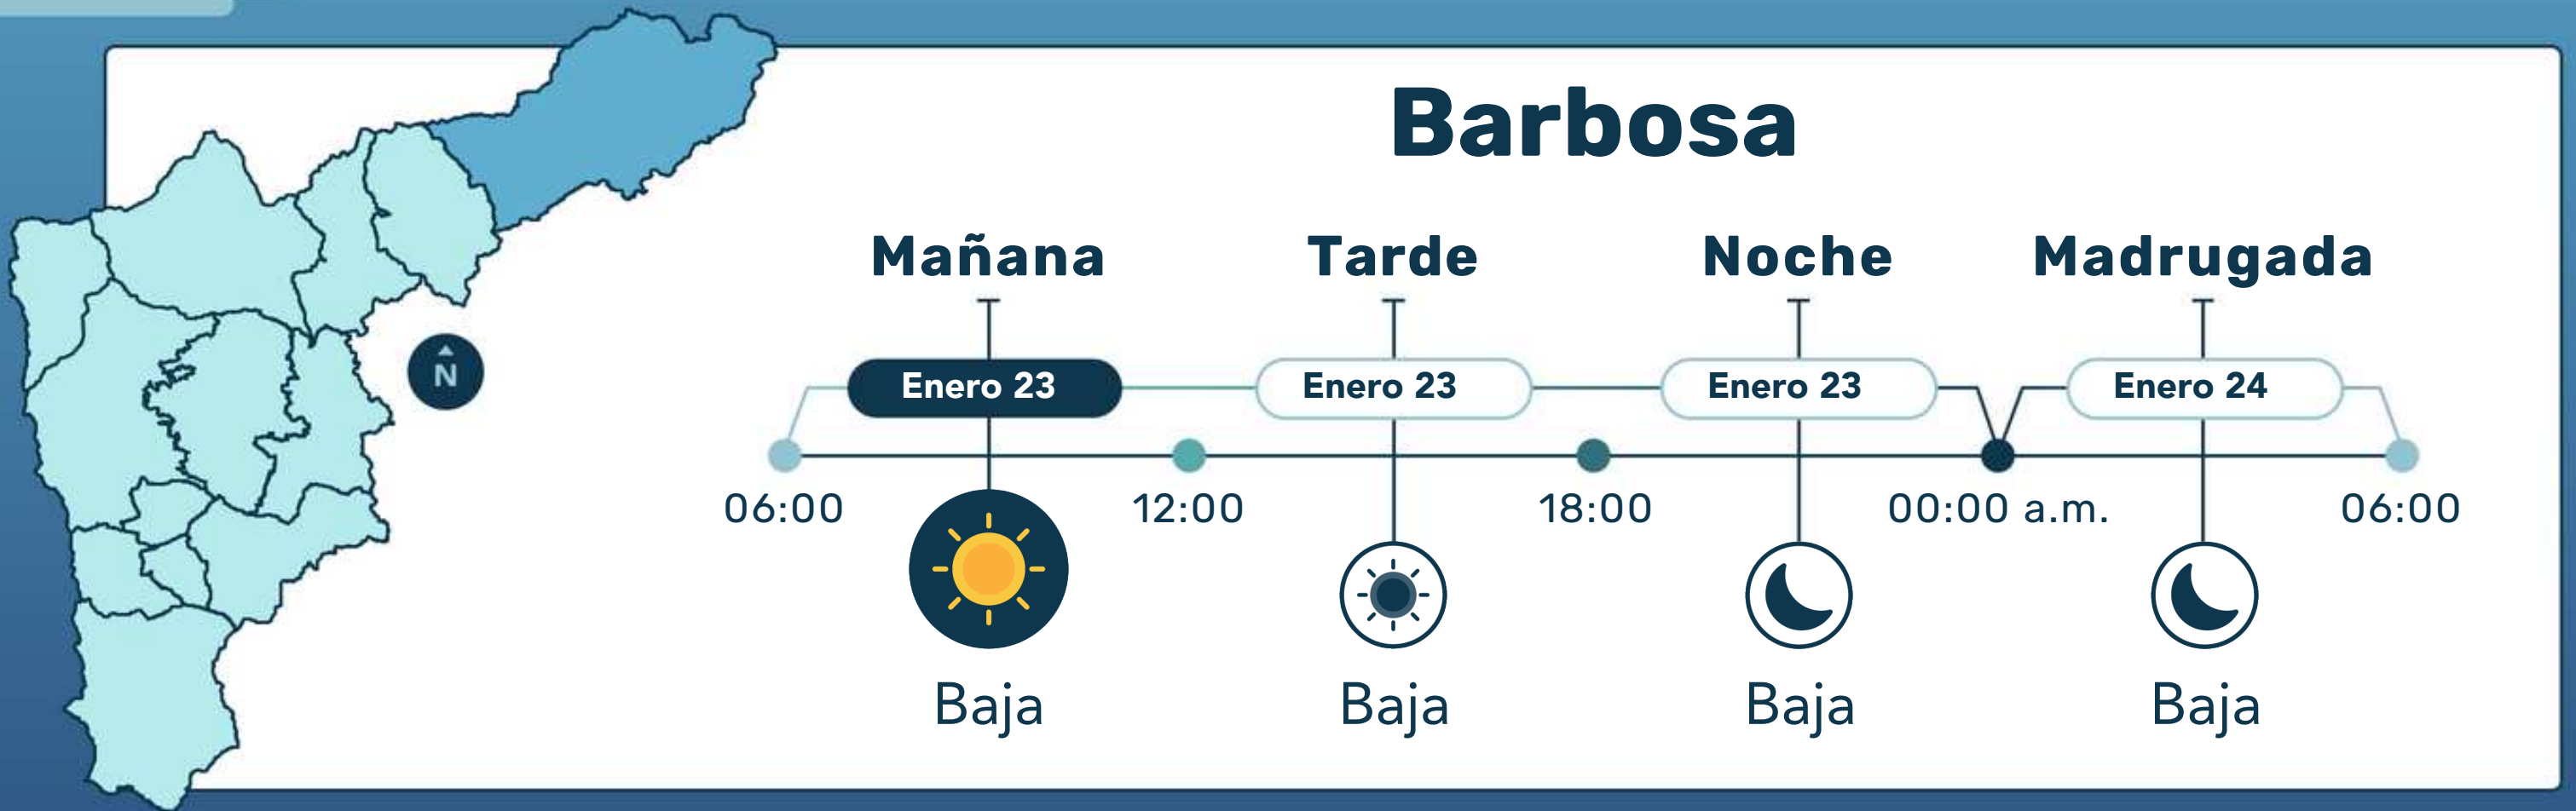 Barbosa
Mañana Tarde Noche Madrugada
Enero 23 Enero 23 Enero 23 Enero 24
N
06:00 12:00 18:00 00:00 a.m. 06:00
Baja Baja Baja Baja